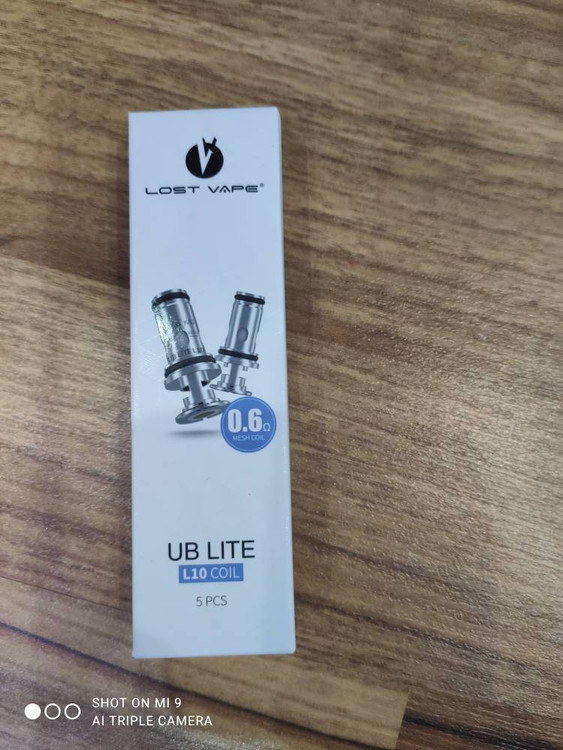 LOST VAPE®
0.6Ω
MESH COIL
UB LITE
L10 COIL
5 PCS
SHOT ON MI 9
AI TRIPLE CAMERA